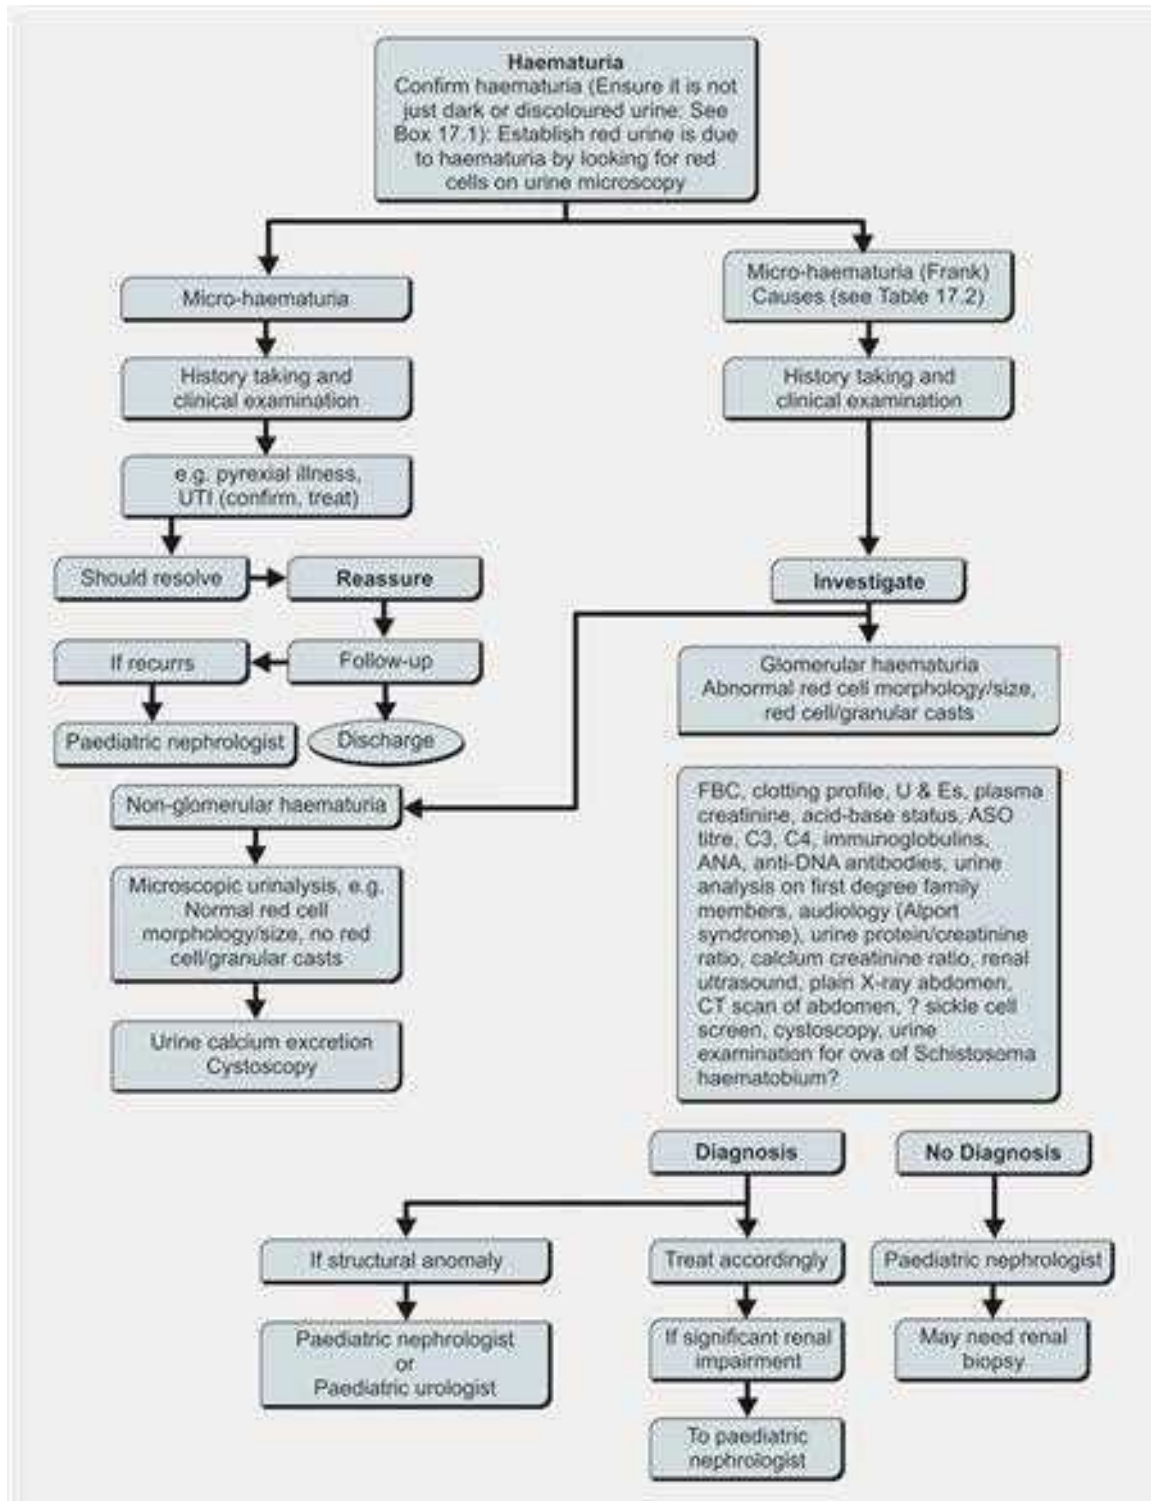 Haematuria
Confirm haematuria (Ensure it is not
just dark or discoloured urine: See
Box 17.1): Establish red urine is due
to haematuria by looking for red
cells on urine microscopy
Micro-haematuria
Micro-haematuria (Frank)
Causes (see Table 17.2)
History taking and
clinical examination
History taking and
clinical examination
e.g. pyrexial illness,
UTI (confirm, treat)
Should resolve
Reassure
Investigate
If recurrs
Follow-up
Glomerular haematuria
Abnormal red cell morphology/size,
red cell/granular casts
Paediatric nephrologist
Discharge
Non-glomerular haematuria
FBC, clotting profile, U & Es, plasma
creatinine, acid-base status, ASO
titre, C3, C4, immunoglobulins,
ANA, anti-DNA antibodies, urine
analysis on first degree family
members, audiology (Alport
syndrome), urine protein/creatinine
ratio, calcium creatinine ratio, renal
ultrasound, plain X-ray abdomen,
CT scan of abdomen, ? sickle cell
screen, cystoscopy, urine
examination for ova of Schistosoma
haematobium?
Microscopic urinalysis, e.g.
Normal red cell
morphology/size, no red
cell/granular casts
Urine calcium excretion
Cystoscopy
Diagnosis
No Diagnosis
If structural anomaly
Treat accordingly
Paediatric nephrologist
Paediatric nephrologist
or
Paediatric urologist
If significant renal
impairment
May need renal
biopsy
To paediatric
nephrologist